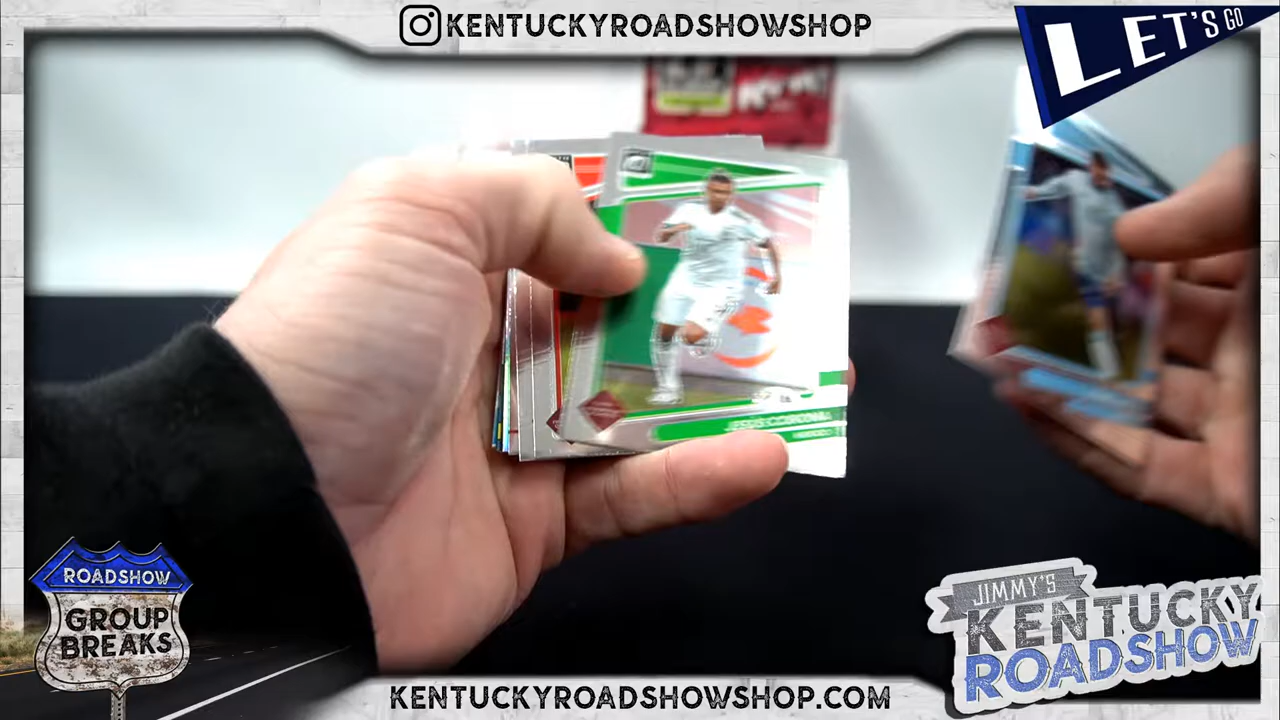 KENTUCKYROADSHOWSHOP
LET'S GO
ROADSHOW
GROUP
BREAKS
JIMMY'S
KENTUCKY
ROADSHOW
KENTUCKYROADSHOWSHOP.COM